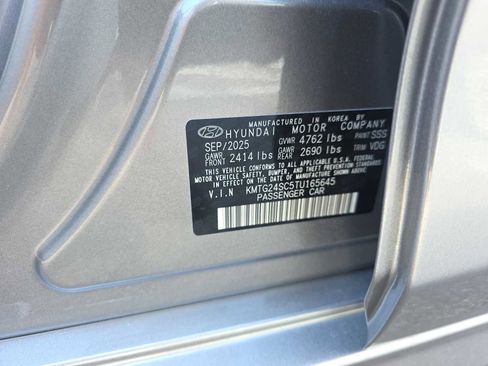 MANUFACTURED IN KOREA BY
HYUNDAI MOTOR COMPANY
SEP/2025 GVWR 4762 lbs PAINT SSS
GAWR FRONT 2414 lbs GAWR REAR 2690 lbs TRIM VDG
THIS VEHICLE CONFORMS TO ALL APPLICABLE U.S.A. FEDERAL
MOTOR VEHICLE SAFETY, BUMPER, AND THEFT PREVENTION
STANDARDS IN EFFECT ON THE DATE OF MANUFACTURE SHOWN ABOVE.
V.I.N KMTG24SC5TU165645
PASSENGER CAR